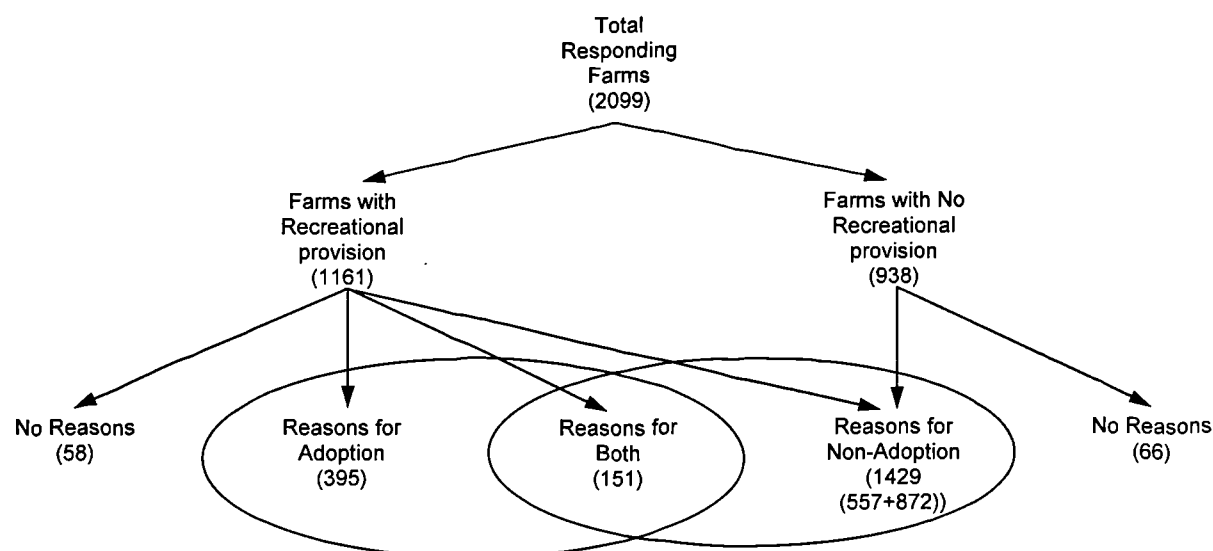 Total
Responding
Farms
(2099)
Farms with
Recreational
provision
(1161)
Farms with No
Recreational
provision
(938)
No Reasons
(58)
Reasons for
Adoption
(395)
Reasons for
Both
(151)
Reasons for
Non-Adoption
(1429
(557+872))
No Reasons
(66)